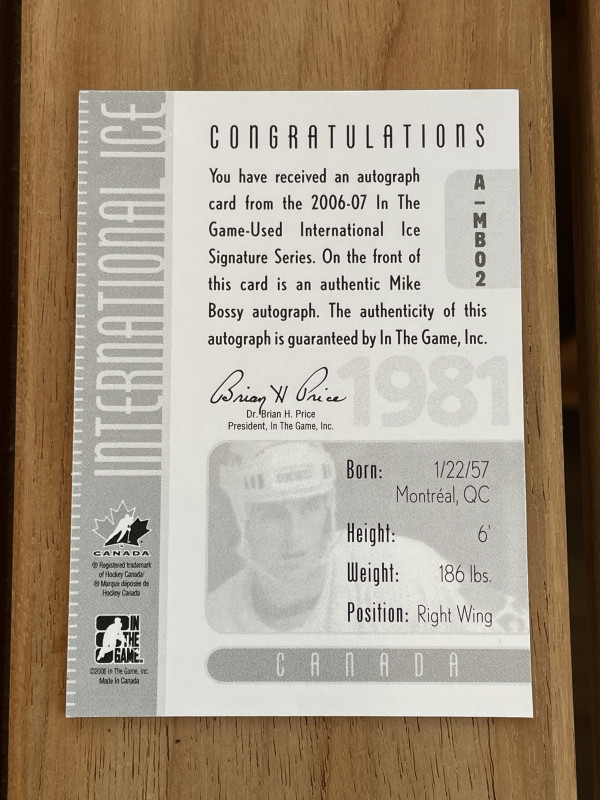 INTERNATIONAL ICE
CONGRATULATIONS
You have received an autograph
card from the 2006-07 In The
Game-Used International Ice
Signature Series. On the front of
this card is an authentic Mike
Bossy autograph. The authenticity of this
autograph is guaranteed by In The Game, Inc.
A-MB02
1981
Brian H Price
Dr. Brian H. Price
President, In The Game, Inc.
Born: 1/22/57
Montréal, QC
Height: 6'
Weight: 186 lbs.
Position: Right Wing
CANADA
CANADA
® Registered trademark
of Hockey Canada
® Marque déposée de
Hockey Canada
IN
THE
GAME
©2006 In The Game, Inc.
Made In Canada